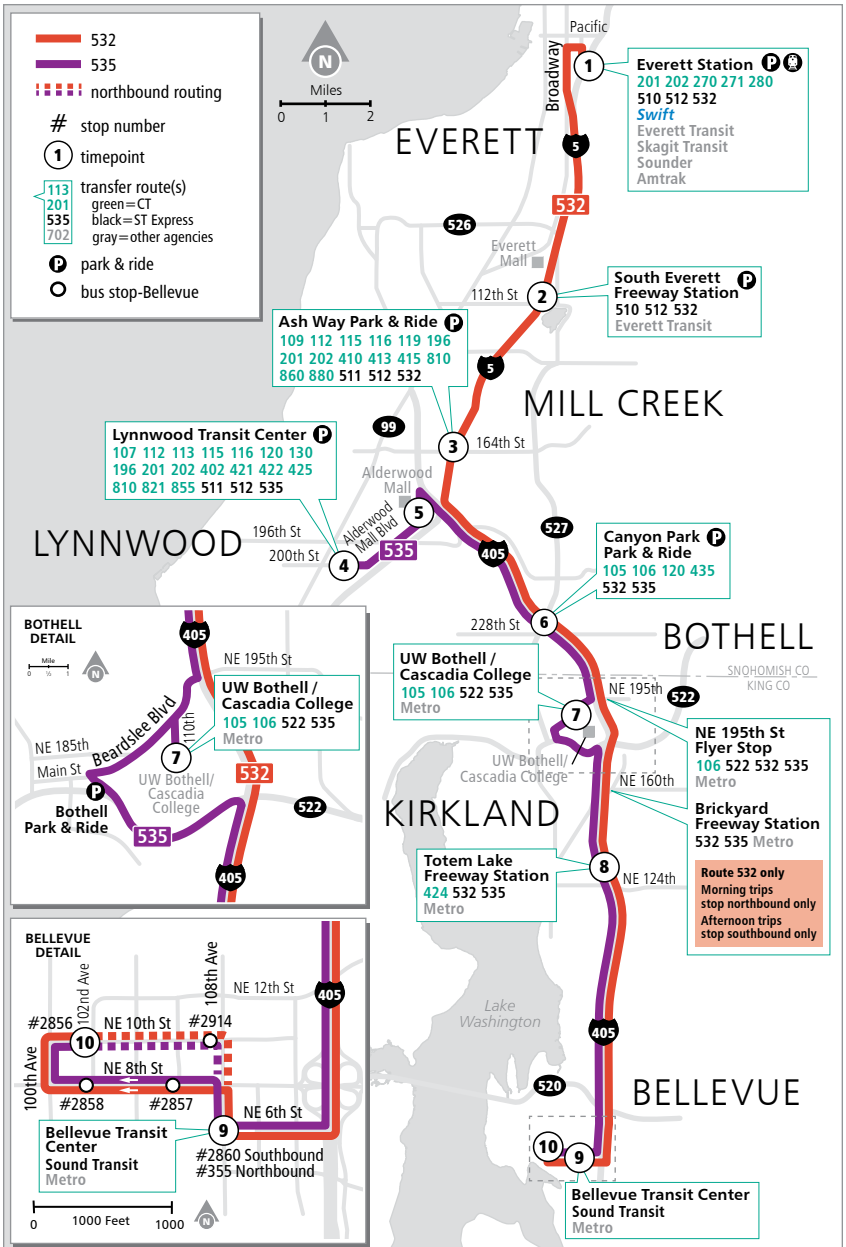 532
535
northbound routing
# stop number
1 timepoint
113
201
535
702
transfer route(s)
green=CT
black=ST Express
gray=other agencies
P park & ride
bus stop-Bellevue
N
Miles
0 1 2
Pacific
Broadway
1
Everett Station P
201 202 270 271 280
510 512 532
Swift
Everett Transit
Skagit Transit
Sounder
Amtrak
EVERETT
5
532
526
Everett
Mall
112th St
2
South Everett
Freeway Station P
510 512 532
Everett Transit
Ash Way Park & Ride P
109 112 115 116 119 196
201 202 410 413 415 810
860 880 511 512 532
5
MILL CREEK
99
3
164th St
Lynnwood Transit Center P
107 112 113 115 116 120 130
196 201 202 402 421 422 425
810 821 855 511 512 535
Alderwood
Mall
5
Alderwood
Mall Blvd
535
LYNNWOOD
196th St
200th St
4
405
527
Canyon Park
Park & Ride P
105 106 120 435
532 535
6
228th St
BOTHELL
SNOHOMISH CO
KING CO
UW Bothell /
Cascadia College
105 106 522 535
Metro
NE 195th
522
7
UW Bothell/
Cascadia College
NE 195th St
Flyer Stop
106 522 532 535
Metro
NE 160th
Brickyard
Freeway Station
532 535 Metro
Route 532 only
Morning trips
stop northbound only
Afternoon trips
stop southbound only
KIRKLAND
Totem Lake
Freeway Station
424 532 535
Metro
8
NE 124th
Lake
Washington
405
520
BELLEVUE
10
9
Bellevue Transit Center
Sound Transit
Metro
BOTHELL
DETAIL
Mile
0 ½ 1
N
405
NE 195th St
UW Bothell /
Cascadia College
105 106 522 535
Metro
Beardslee Blvd
110th
NE 185th
Main St
7
UW Bothell/
Cascadia
College
532
P
Bothell
Park & Ride
522
535
405
BELLEVUE
DETAIL
102nd Ave
108th Ave
NE 12th St
405
#2856
NE 10th St
#2914
10
100th Ave
NE 8th St
#2858
#2857
NE 6th St
9
Bellevue Transit
Center
Sound Transit
Metro
#2860 Southbound
#355 Northbound
0 1000 Feet 1000
N